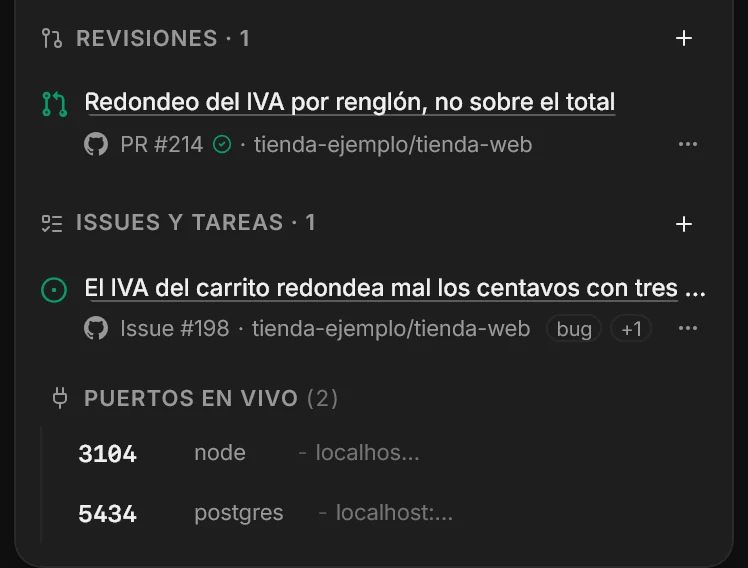 REVISIONES · 1
Redondeo del IVA por renglón, no sobre el total
PR #214 · tienda-ejemplo/tienda-web
ISSUES Y TAREAS · 1
El IVA del carrito redondea mal los centavos con tres ...
Issue #198 · tienda-ejemplo/tienda-web bug +1
PUERTOS EN VIVO (2)
3104 node - localhos...
5434 postgres - localhost:...